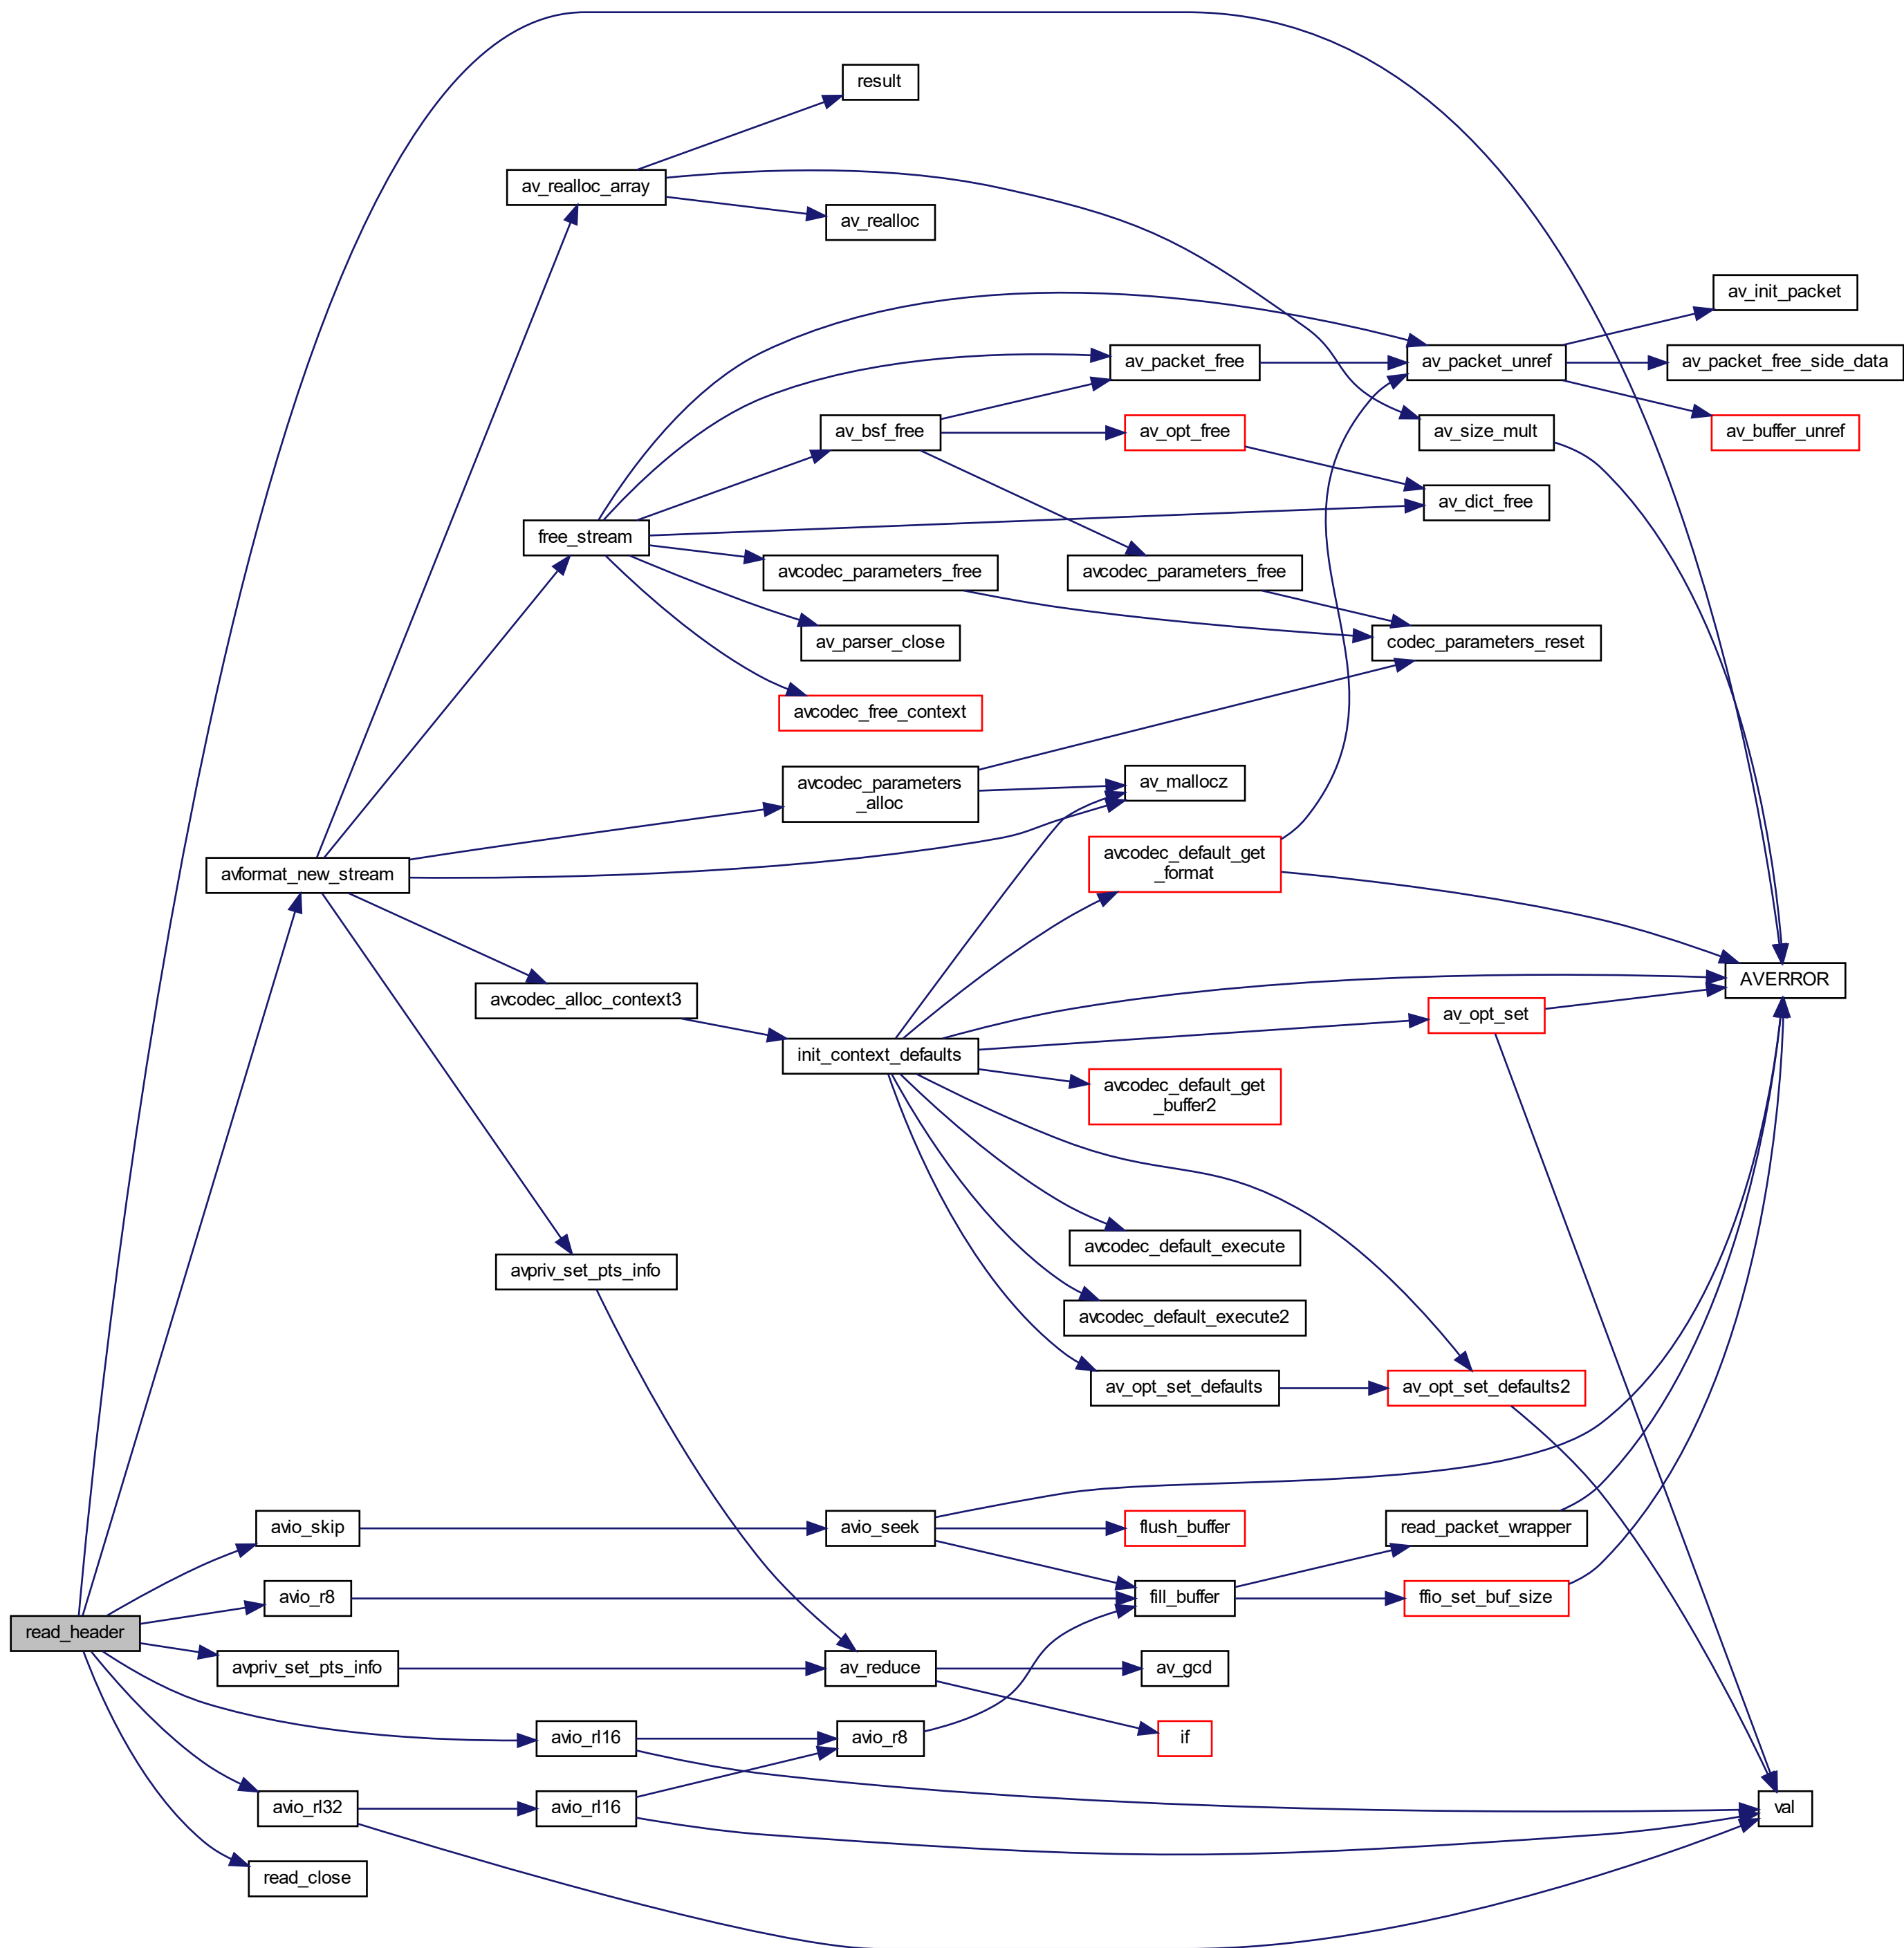 result
av_realloc_array
av_realloc
av_init_packet
av_packet_free
av_packet_unref
av_packet_free_side_data
av_bsf_free
av_opt_free
av_size_mult
av_buffer_unref
av_dict_free
free_stream
avcodec_parameters_free
avcodec_parameters_free
av_parser_close
codec_parameters_reset
avcodec_free_context
avcodec_parameters
_alloc
av_mallocz
avformat_new_stream
avcodec_default_get
_format
AVERROR
avcodec_alloc_context3
av_opt_set
init_context_defaults
avcodec_default_get
_buffer2
avcodec_default_execute
avpriv_set_pts_info
avcodec_default_execute2
av_opt_set_defaults
av_opt_set_defaults2
avio_skip
avio_seek
flush_buffer
read_packet_wrapper
avio_r8
fill_buffer
ffio_set_buf_size
read_header
avpriv_set_pts_info
av_reduce
av_gcd
avio_rl16
avio_r8
if
avio_rl32
avio_rl16
val
read_close